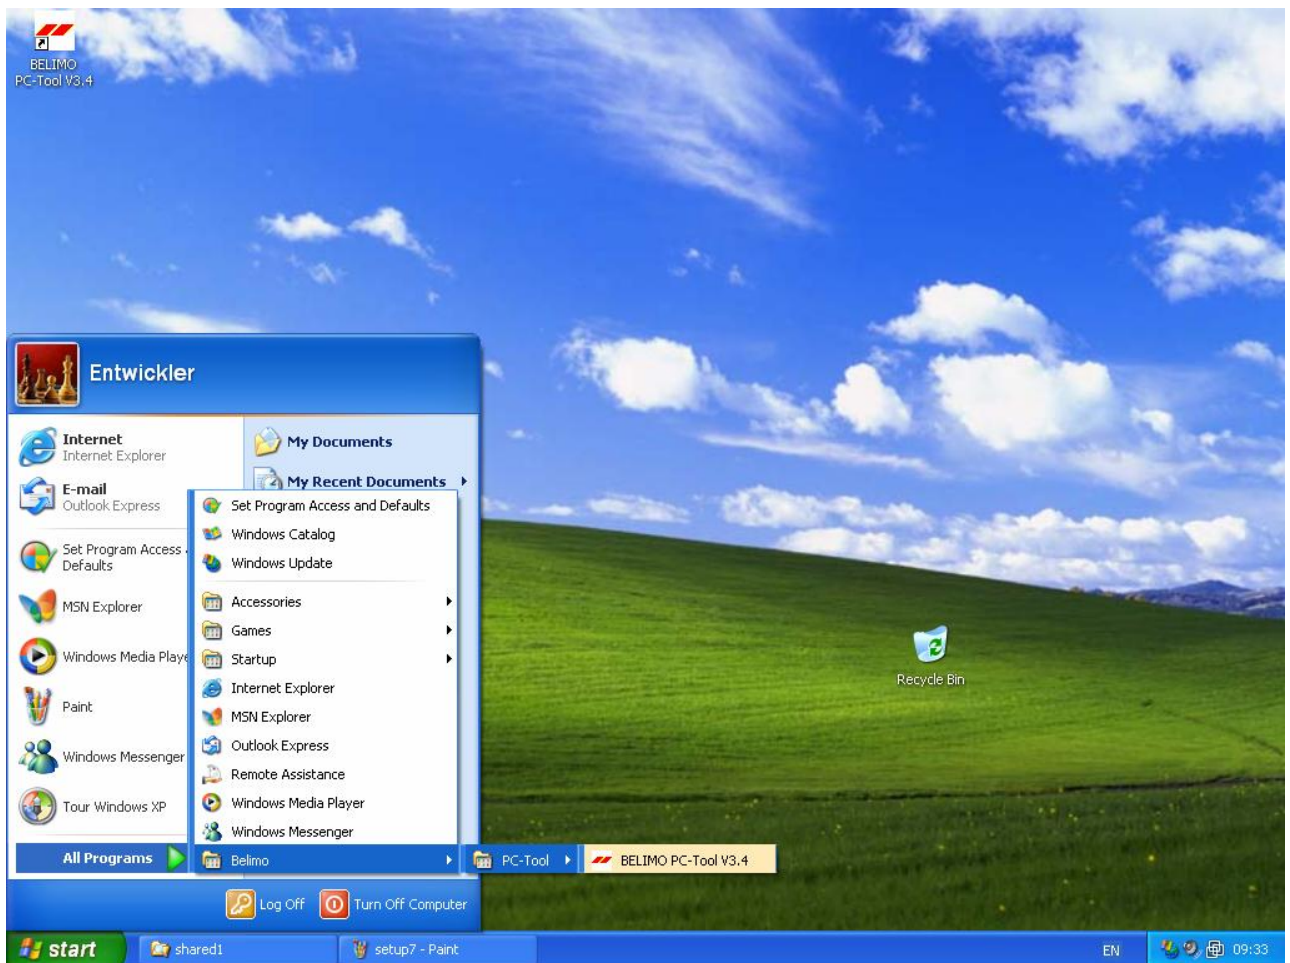 BELIMO
PC-Tool V3.4
Entwickler
Internet
Internet Explorer
E-mail
Outlook Express
Set Program Access
Defaults
MSN Explorer
Windows Media Playe
Paint
Windows Messenger
Tour Windows XP
All Programs
My Documents
My Recent Documents
Set Program Access and Defaults
Windows Catalog
Windows Update
Accessories
Games
Startup
Internet Explorer
MSN Explorer
Outlook Express
Remote Assistance
Windows Media Player
Windows Messenger
Belimo
PC-Tool
BELIMO PC-Tool V3.4
Recycle Bin
Log Off
Turn Off Computer
start
shared1
setup7 - Paint
EN
09:33